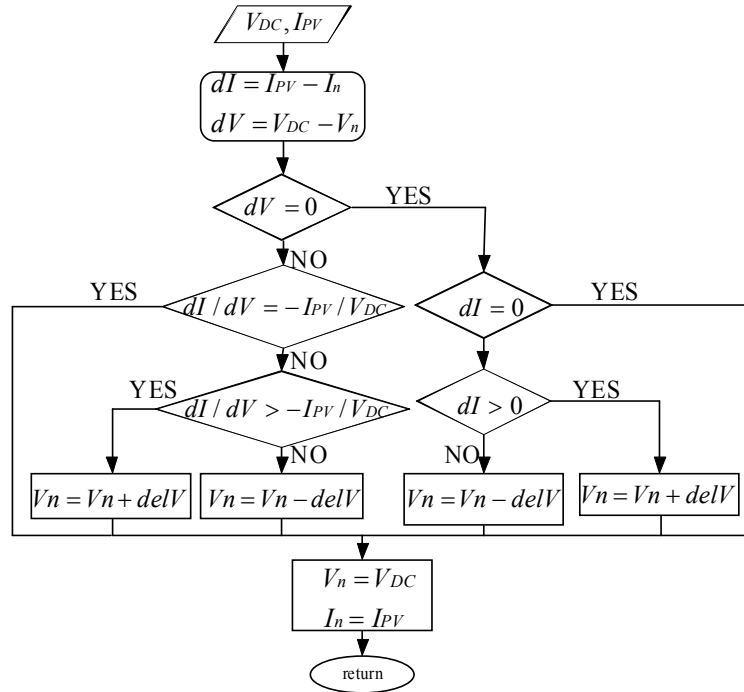 V_DC, I_PV
dI = I_PV − I_n
dV = V_DC − V_n
YES
dV = 0
NO
YES
YES
dI / dV = −I_PV / V_DC
dI = 0
NO
YES
YES
dI / dV > −I_PV / V_DC
dI > 0
NO
NO
Vn = Vn + delV
Vn = Vn − delV
Vn = Vn − delV
Vn = Vn + delV
V_n = V_DC
I_n = I_PV
return